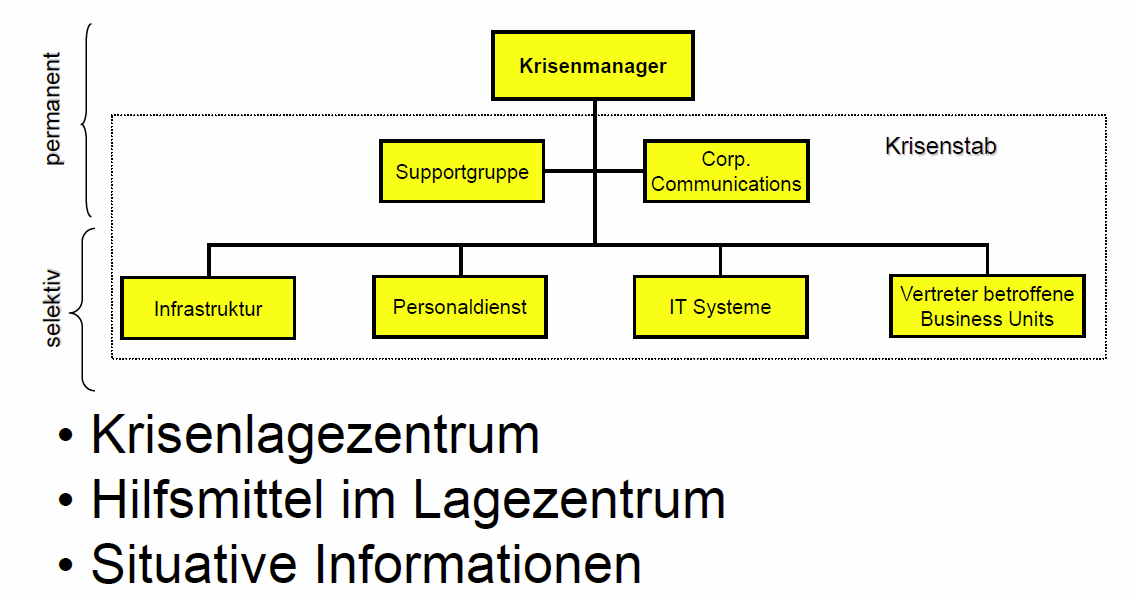 permanent
Krisenmanager
Krisenstab
Supportgruppe
Corp.
Communications
selektiv
Infrastruktur
Personaldienst
IT Systeme
Vertreter betroffene
Business Units
• Krisenlagezentrum
• Hilfsmittel im Lagezentrum
• Situative Informationen